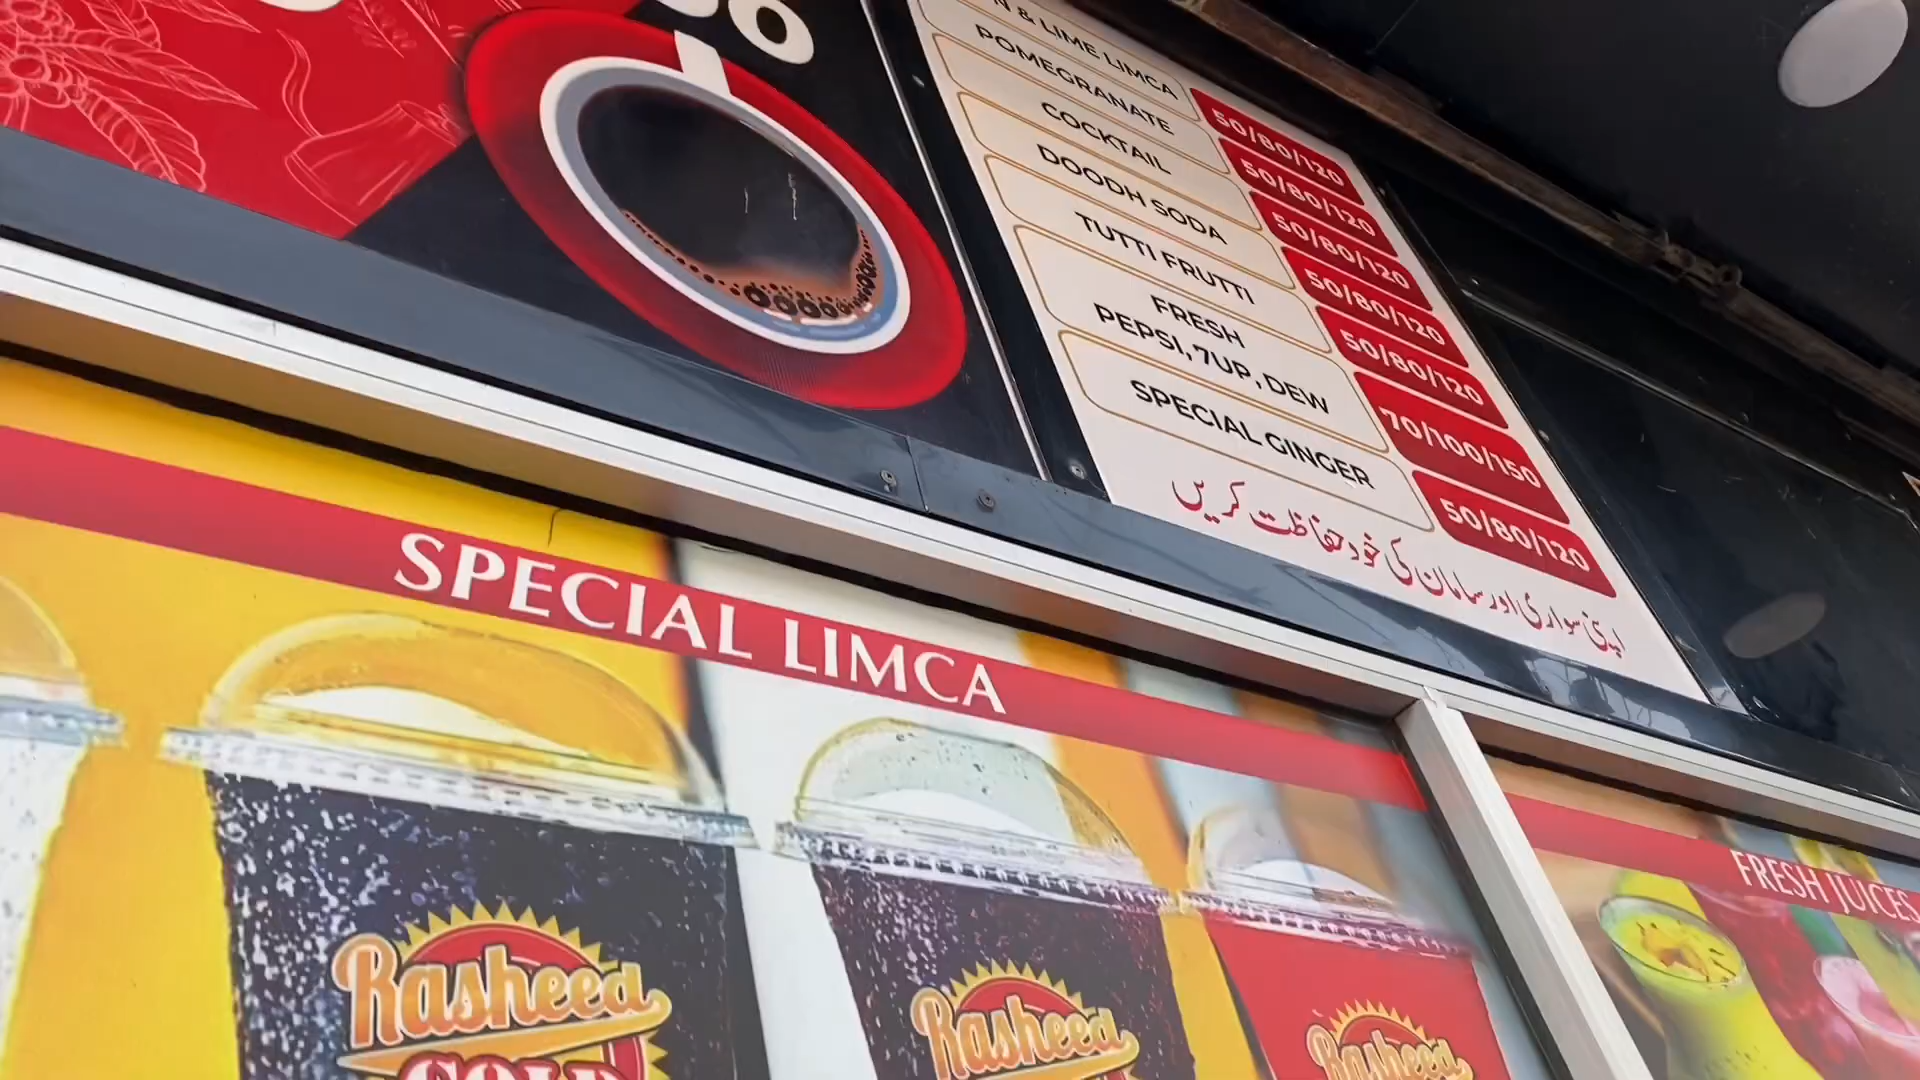 & LIME LIMCA 50/80/120
POMEGRANATE 50/80/120
COCKTAIL 50/80/120
DOODH SODA 50/80/120
TUTTI FRUTTI 50/80/120
FRESH
PEPSI, 7UP, DEW 70/100/150
SPECIAL GINGER 50/80/120
اپنی سواری اور سامان کی خود حفاظت کریں
SPECIAL LIMCA
FRESH JUICES
Rasheed
Rasheed
Rasheed